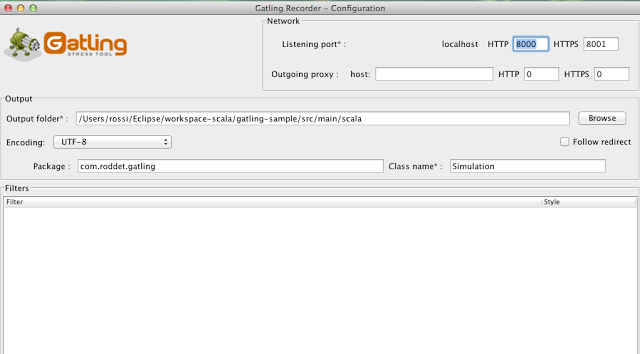 Gatling Recorder - Configuration
Gatling
STRESS TOOL
Network
Listening port* : localhost HTTP 8000 HTTPS 8001
Outgoing proxy : host: HTTP 0 HTTPS 0
Output
Output folder* : /Users/rossi/Eclipse/workspace-scala/gatling-sample/src/main/scala Browse
Encoding: UTF-8 Follow redirect
Package : com.roddet.gatling Class name* : Simulation
Filters
Filter Style